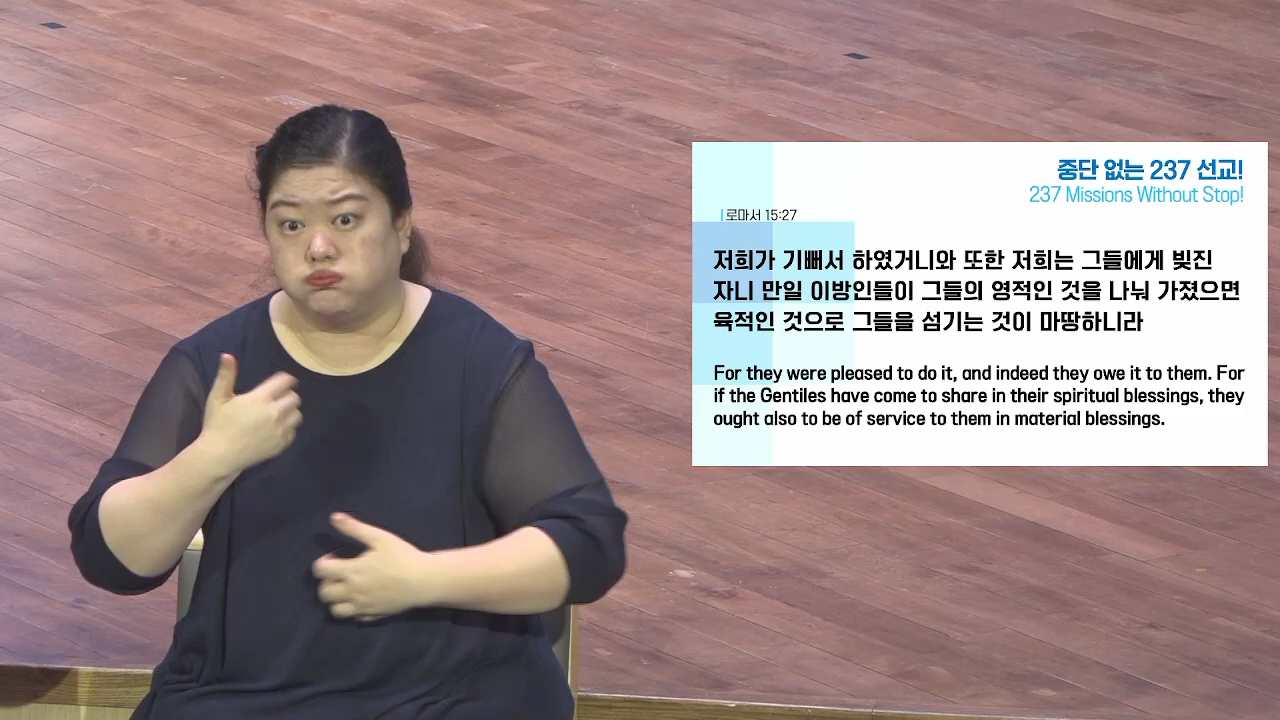 중단 없는 237 선교!
237 Missions Without Stop!
로마서 15:27
저희가 기뻐서 하였거니와 또한 저희는 그들에게 빚진
자니 만일 이방인들이 그들의 영적인 것을 나눠 가졌으면
육적인 것으로 그들을 섬기는 것이 마땅하니라
For they were pleased to do it, and indeed they owe it to them. For
if the Gentiles have come to share in their spiritual blessings, they
ought also to be of service to them in material blessings.